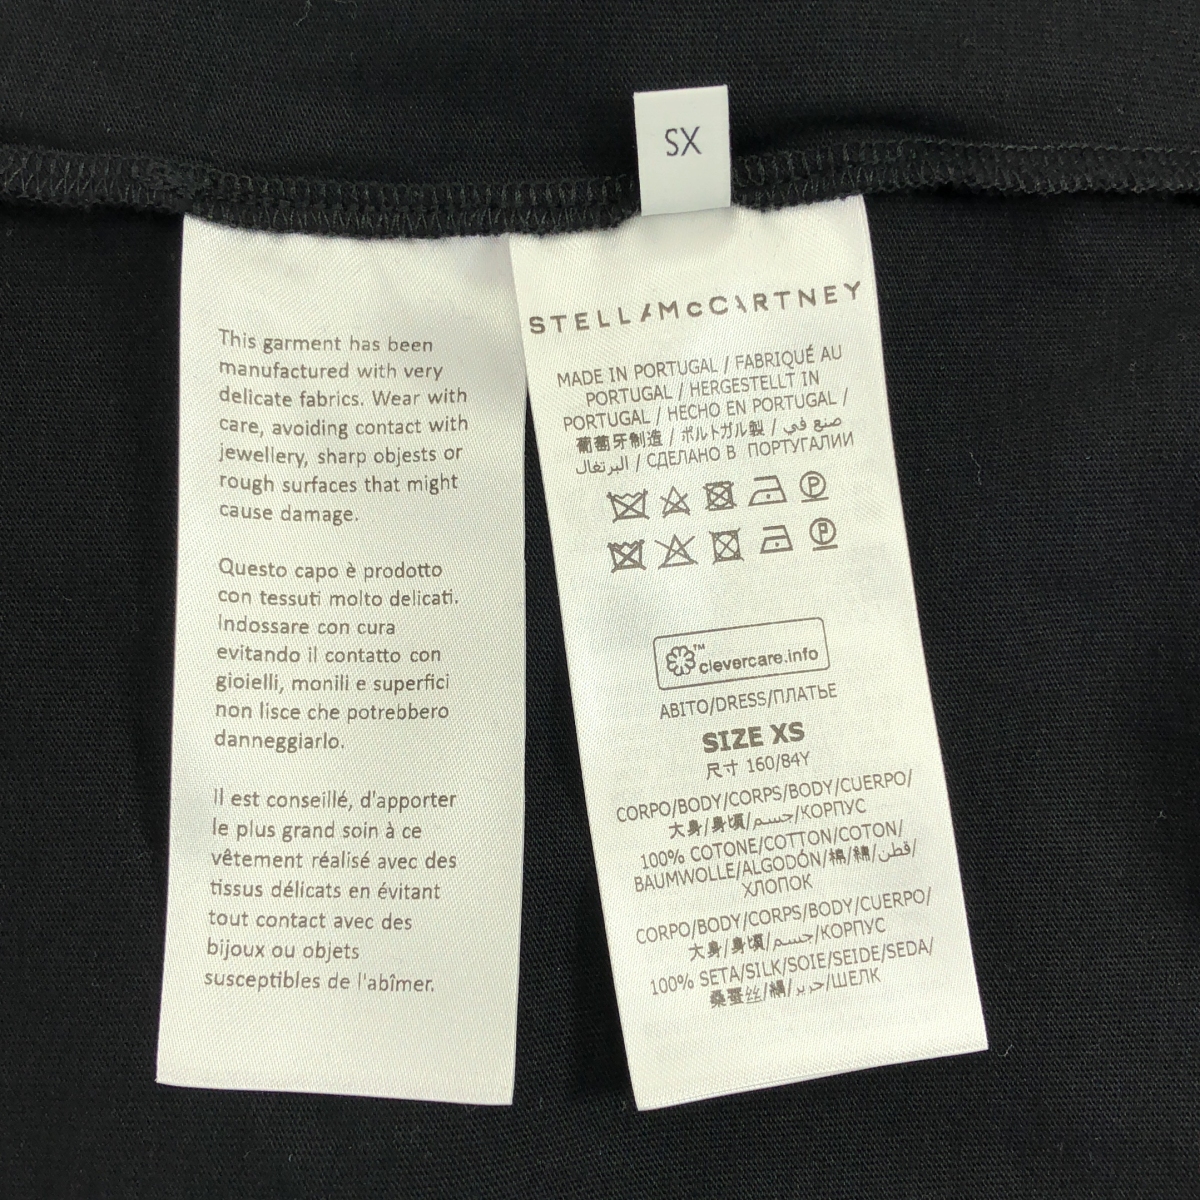 SX
This garment has been
manufactured with very
delicate fabrics. Wear with
care, avoiding contact with
jewellery, sharp objests or
rough surfaces that might
cause damage.
Questo capo è prodotto
con tessuti molto delicati.
Indossare con cura
evitando il contatto con
gioielli, monili e superfici
non lisce che potrebbero
danneggiarlo.
Il est conseillé, d'apporter
le plus grand soin à ce
vêtement réalisé avec des
tissus délicats en évitant
tout contact avec des
bijoux ou objets
susceptibles de l'abîmer.
STELLA McCARTNEY
MADE IN PORTUGAL / FABRIQUÉ AU
PORTUGAL / HERGESTELLT IN
PORTUGAL / HECHO EN PORTUGAL /
葡萄牙制造 / ポルトガル製 / صنع في
البرتغال / СДЕЛАНО В ПОРТУГАЛИИ
P
P
™ clevercare.info
ABITO/DRESS/ПЛАТЬЕ
SIZE XS
尺寸 160/84Y
CORPO/BODY/CORPS/BODY/CUERPO/
大身/身頃/جسم/КОРПУС
100% COTONE/COTTON/COTON/
BAUMWOLLE/ALGODÓN/棉/綿/قطن/
ХЛОПОК
CORPO/BODY/CORPS/BODY/CUERPO/
大身/身頃/جسم/КОРПУС
100% SETA/SILK/SOIE/SEIDE/SEDA/
桑蚕丝/絹/حرير/ШЕЛК